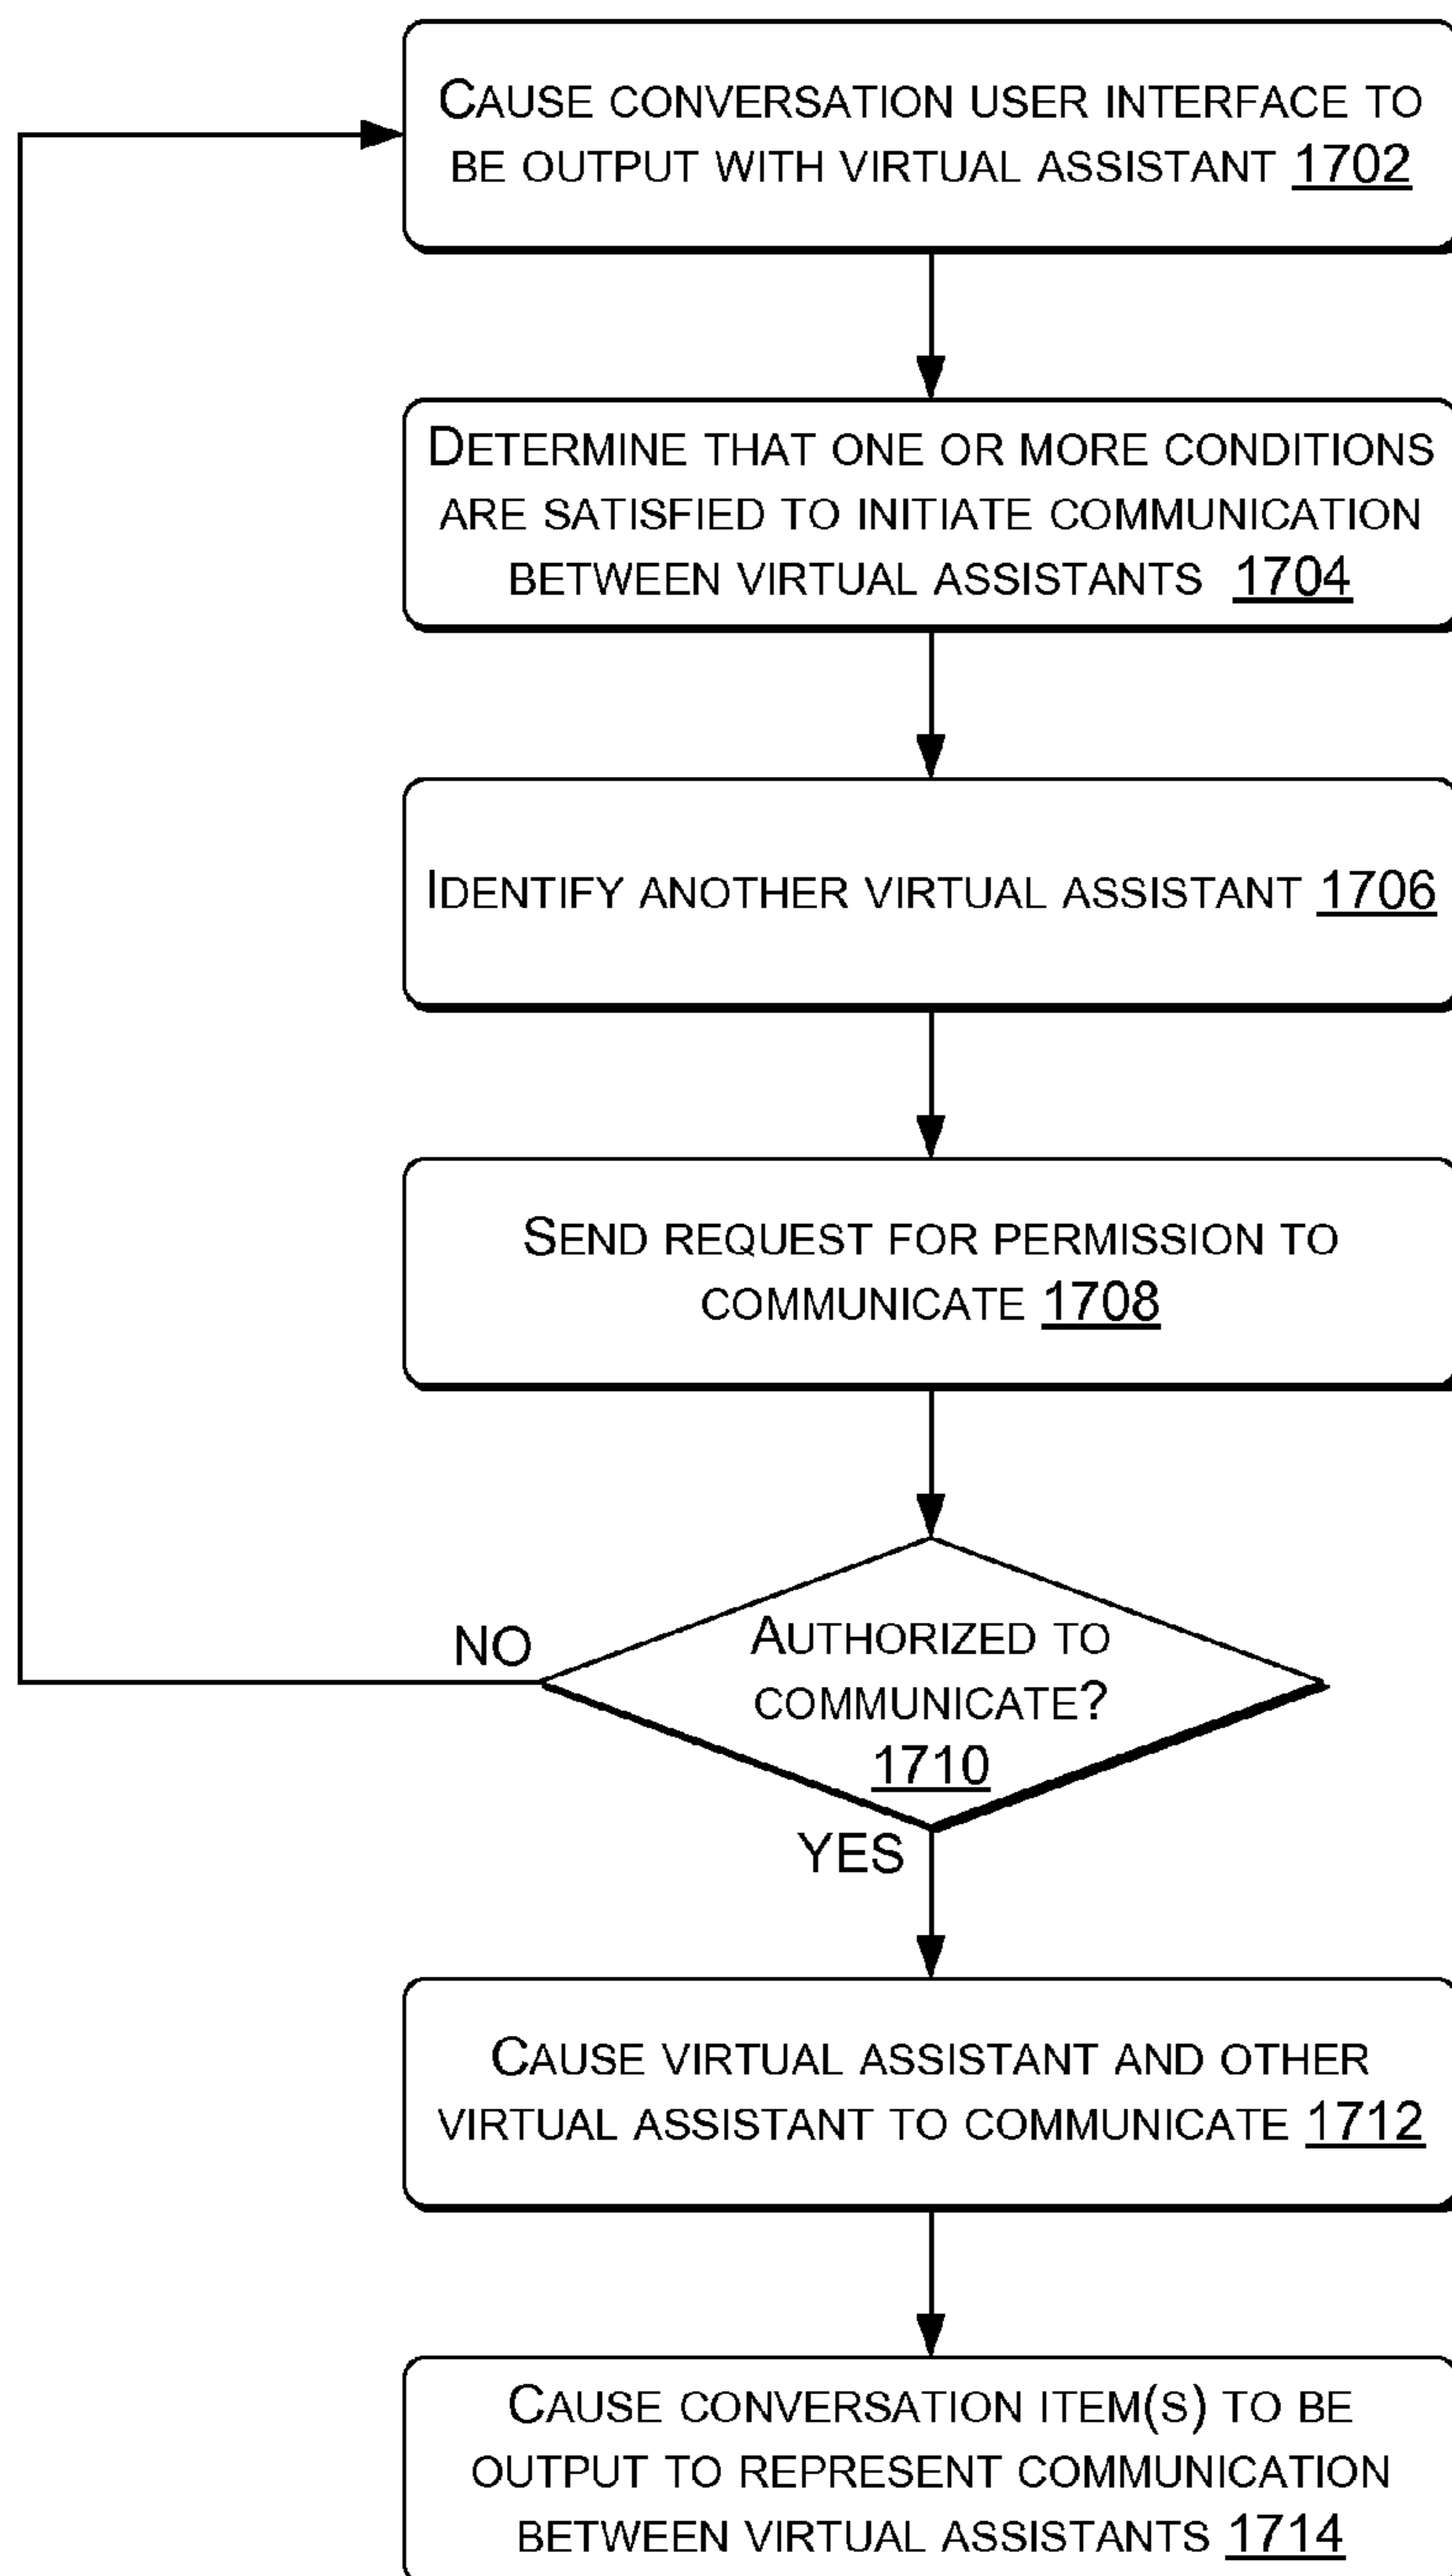 CAUSE CONVERSATION USER INTERFACE TO
BE OUTPUT WITH VIRTUAL ASSISTANT 1702
DETERMINE THAT ONE OR MORE CONDITIONS
ARE SATISFIED TO INITIATE COMMUNICATION
BETWEEN VIRTUAL ASSISTANTS 1704
IDENTIFY ANOTHER VIRTUAL ASSISTANT 1706
SEND REQUEST FOR PERMISSION TO
COMMUNICATE 1708
AUTHORIZED TO
COMMUNICATE?
1710
NO
YES
CAUSE VIRTUAL ASSISTANT AND OTHER
VIRTUAL ASSISTANT TO COMMUNICATE 1712
CAUSE CONVERSATION ITEM(S) TO BE
OUTPUT TO REPRESENT COMMUNICATION
BETWEEN VIRTUAL ASSISTANTS 1714